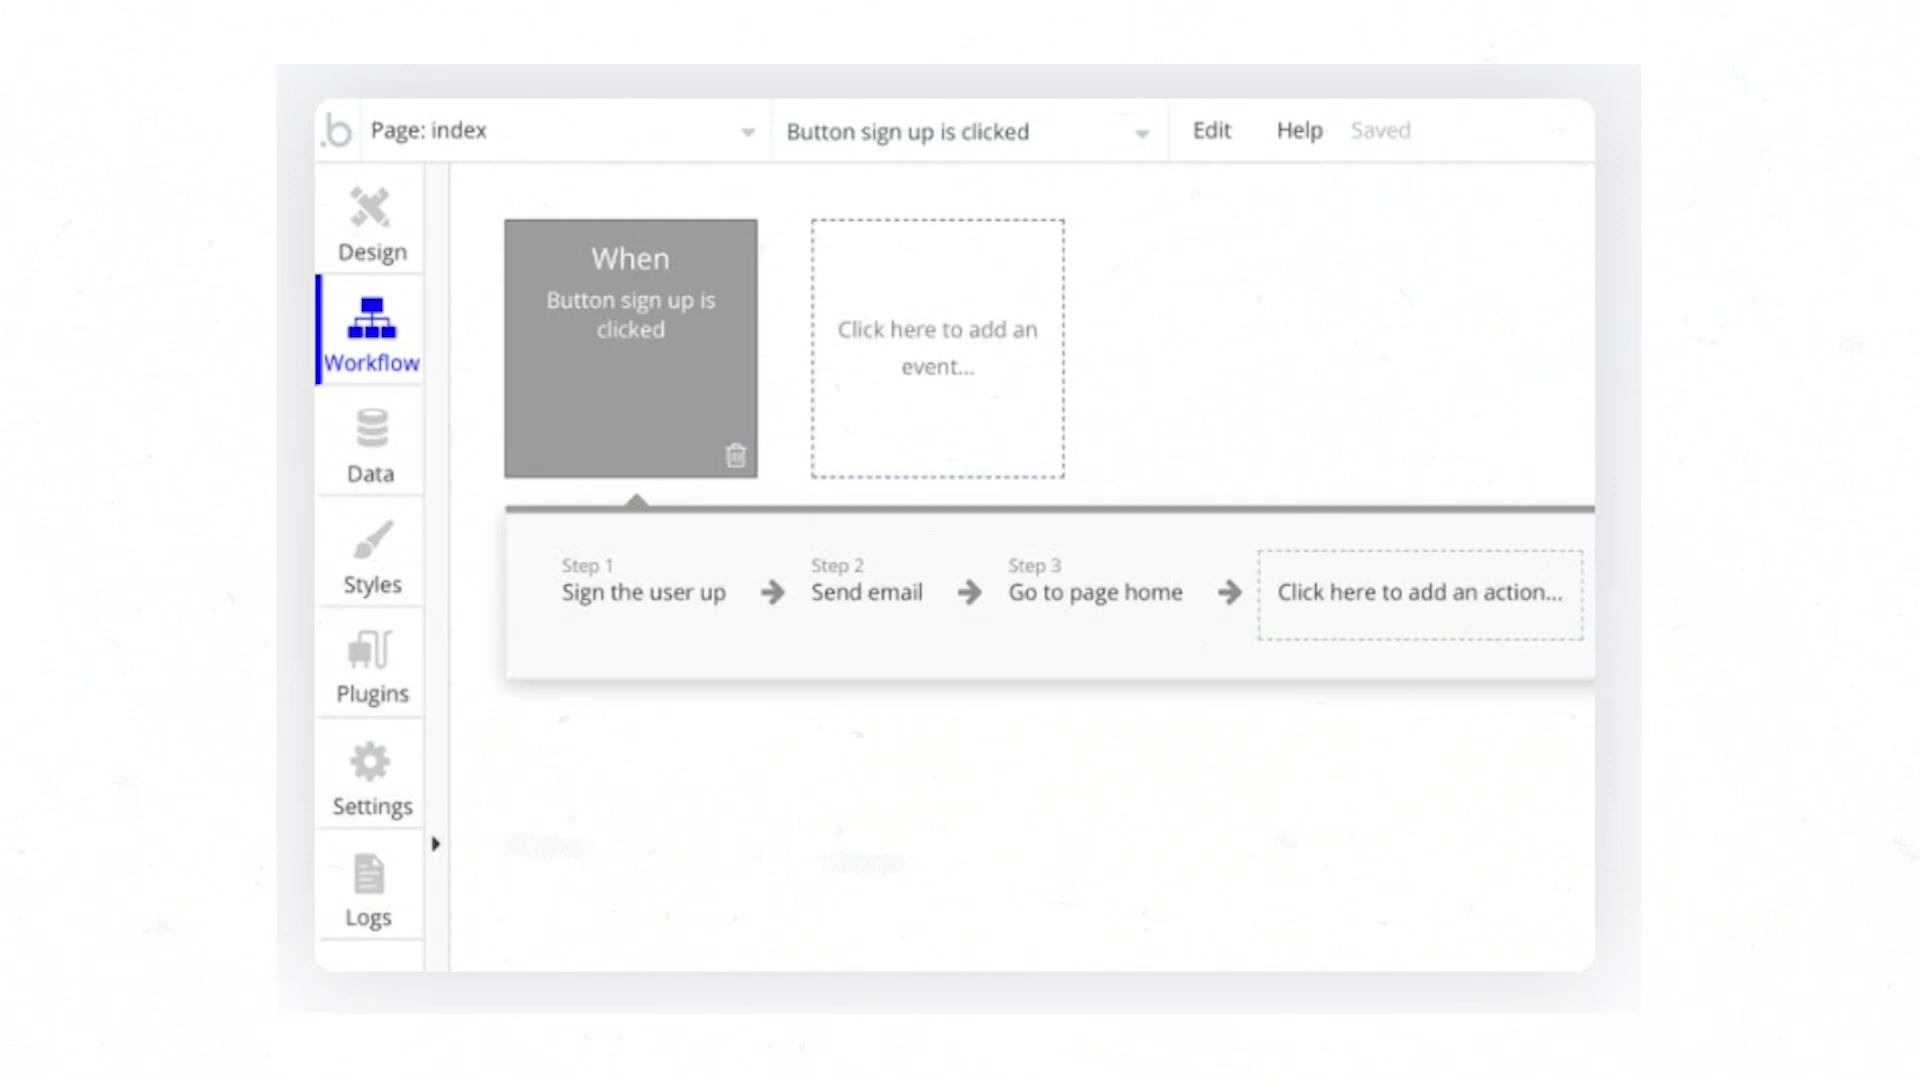 .b
Page: index
Button sign up is clicked
Edit
Help
Saved
Design
Workflow
Data
Styles
Plugins
Settings
Logs
When
Button sign up is
clicked
Click here to add an
event...
Step 1
Sign the user up
Step 2
Send email
Step 3
Go to page home
Click here to add an action...